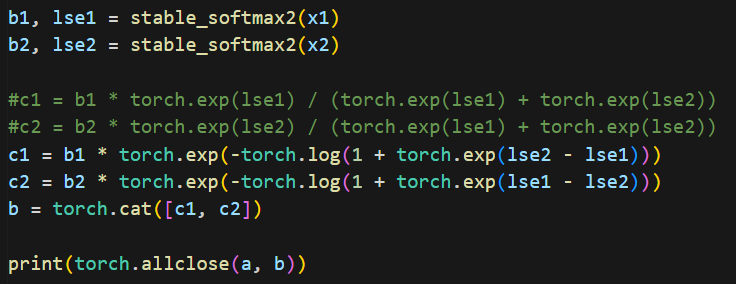 b1, lse1 = stable_softmax2(x1)
b2, lse2 = stable_softmax2(x2)
#c1 = b1 * torch.exp(lse1) / (torch.exp(lse1) + torch.exp(lse2))
#c2 = b2 * torch.exp(lse2) / (torch.exp(lse1) + torch.exp(lse2))
c1 = b1 * torch.exp(-torch.log(1 + torch.exp(lse2 - lse1)))
c2 = b2 * torch.exp(-torch.log(1 + torch.exp(lse1 - lse2)))
b = torch.cat([c1, c2])
print(torch.allclose(a, b))